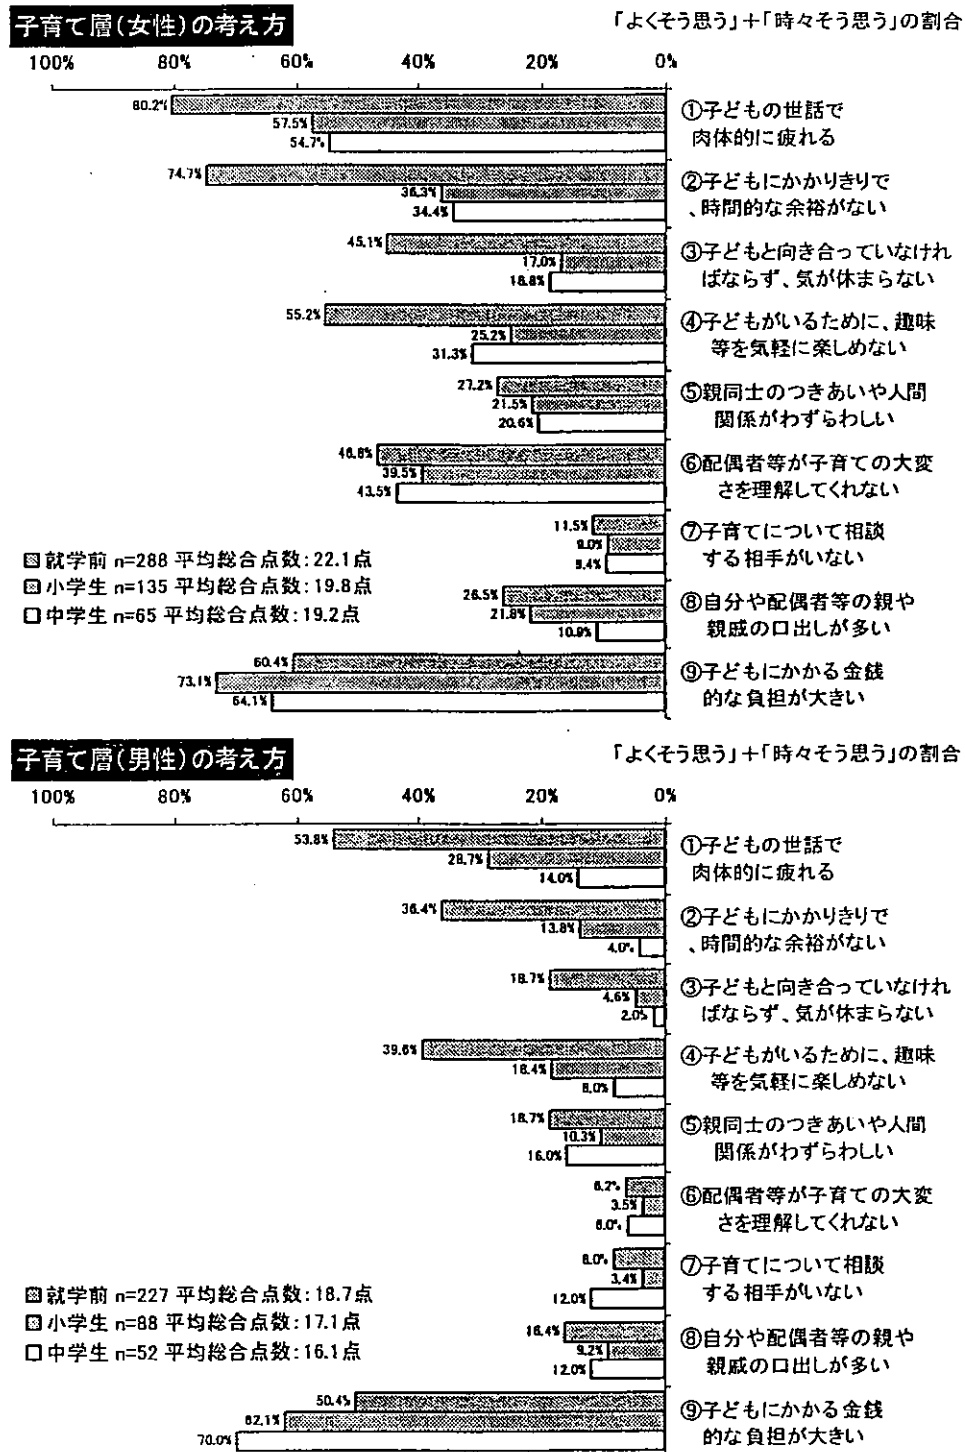 子育て層(女性)の考え方
「よくそう思う」+「時々そう思う」の割合
100% 80% 60% 40% 20% 0%
80.2%
57.5%
54.7%
①子どもの世話で
肉体的に疲れる
74.7%
36.3%
34.4%
②子どもにかかりきりで
、時間的な余裕がない
45.1%
17.0%
18.8%
③子どもと向き合っていなけれ
ばならず、気が休まらない
55.2%
25.2%
31.3%
④子どもがいるために、趣味
等を気軽に楽しめない
27.2%
21.5%
20.6%
⑤親同士のつきあいや人間
関係がわずらわしい
46.8%
39.5%
43.5%
⑥配偶者等が子育ての大変
さを理解してくれない
11.5%
9.0%
9.4%
⑦子育てについて相談
する相手がいない
26.5%
21.8%
10.9%
⑧自分や配偶者等の親や
親戚の口出しが多い
60.4%
73.1%
64.1%
⑨子どもにかかる金銭
的な負担が大きい
就学前 n=288 平均総合点数:22.1点
小学生 n=135 平均総合点数:19.8点
中学生 n=65 平均総合点数:19.2点
子育て層(男性)の考え方
「よくそう思う」+「時々そう思う」の割合
100% 80% 60% 40% 20% 0%
53.8%
28.7%
14.0%
①子どもの世話で
肉体的に疲れる
36.4%
13.8%
4.0%
②子どもにかかりきりで
、時間的な余裕がない
18.7%
4.6%
2.0%
③子どもと向き合っていなけれ
ばならず、気が休まらない
39.6%
18.4%
8.0%
④子どもがいるために、趣味
等を気軽に楽しめない
18.7%
10.3%
16.0%
⑤親同士のつきあいや人間
関係がわずらわしい
6.2%
3.5%
6.0%
⑥配偶者等が子育ての大変
さを理解してくれない
8.0%
3.4%
12.0%
⑦子育てについて相談
する相手がいない
16.4%
9.2%
12.0%
⑧自分や配偶者等の親や
親戚の口出しが多い
50.4%
62.1%
70.0%
⑨子どもにかかる金銭
的な負担が大きい
就学前 n=227 平均総合点数:18.7点
小学生 n=88 平均総合点数:17.1点
中学生 n=52 平均総合点数:16.1点